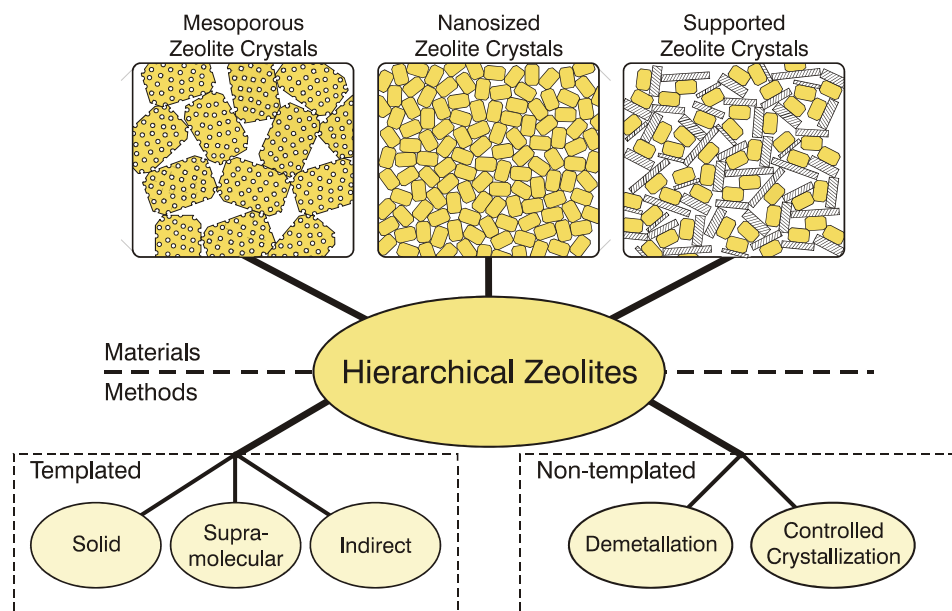 Mesoporous
Zeolite Crystals
Nanosized
Zeolite Crystals
Supported
Zeolite Crystals
Materials
Hierarchical Zeolites
Methods
Templated
Non-templated
Solid
Supra-
molecular
Indirect
Demetallation
Controlled
Crystallization